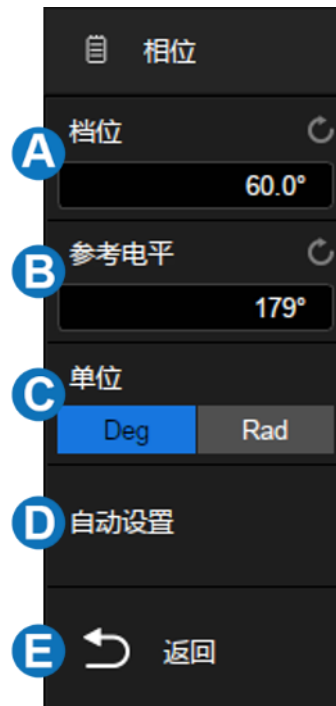 相位
A 档位
60.0°
B 参考电平
179°
C 单位
Deg Rad
D 自动设置
E 返回